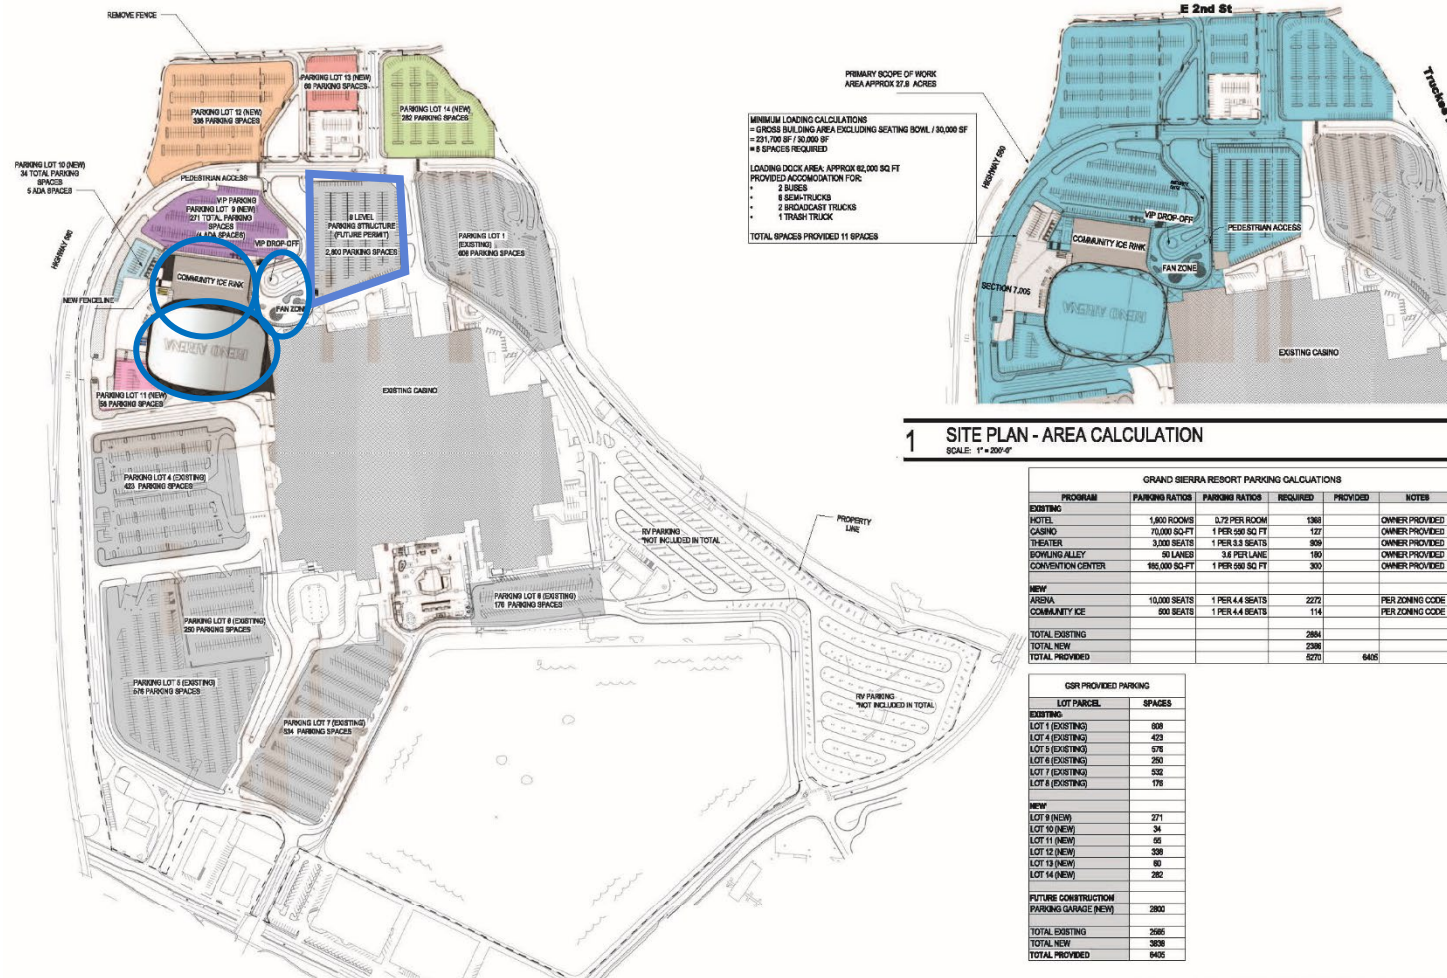 REMOVE FENCE
PARKING LOT 12 (NEW)
336 PARKING SPACES
PARKING LOT 13 (NEW)
60 PARKING SPACES
PARKING LOT 14 (NEW)
282 PARKING SPACES
PARKING LOT 10 (NEW)
34 TOTAL PARKING
SPACES
5 ADA SPACES
PEDESTRIAN ACCESS
VIP PARKING
PARKING LOT 9 (NEW)
271 TOTAL PARKING
SPACES
(4 ADA SPACES)
VIP DROP-OFF
8 LEVEL
PARKING STRUCTURE
(FUTURE PERMIT)
2,800 PARKING SPACES
PARKING LOT 1
(EXISTING)
606 PARKING SPACES
HIGHWAY 580
COMMUNITY ICE RINK
NEW FENCELINE
FAN ZONE
RENO ARENA
PARKING LOT 11 (NEW)
56 PARKING SPACES
EXISTING CASINO
PARKING LOT 4 (EXISTING)
423 PARKING SPACES
RV PARKING
*NOT INCLUDED IN TOTAL
PROPERTY
LINE
PARKING LOT 8 (EXISTING)
176 PARKING SPACES
PARKING LOT 6 (EXISTING)
250 PARKING SPACES
PARKING LOT 5 (EXISTING)
576 PARKING SPACES
PARKING LOT 7 (EXISTING)
534 PARKING SPACES
RV PARKING
*NOT INCLUDED IN TOTAL
E 2nd St
Truckee
PRIMARY SCOPE OF WORK
AREA APPROX 27.9 ACRES
MINIMUM LOADING CALCULATIONS
= GROSS BUILDING AREA EXCLUDING SEATING BOWL / 30,000 SF
= 231,700 SF / 30,000 SF
= 8 SPACES REQUIRED
LOADING DOCK AREA: APPROX 62,000 SQ FT
PROVIDED ACCOMODATION FOR:
• 2 BUSES
• 6 SEMI-TRUCKS
• 2 BROADCAST TRUCKS
• 1 TRASH TRUCK
TOTAL SPACES PROVIDED 11 SPACES
HIGHWAY 580
VIP DROP-OFF
PEDESTRIAN ACCESS
COMMUNITY ICE RINK
FAN ZONE
SECTION 7.005
RENO ARENA
EXISTING CASINO
1 SITE PLAN - AREA CALCULATION
SCALE: 1" = 200'-0"
GRAND SIERRA RESORT PARKING CALCUATIONS
PROGRAM PARKING RATIOS PARKING RATIOS REQUIRED PROVIDED NOTES
EXISTING
HOTEL 1,900 ROOMS 0.72 PER ROOM 1368 OWNER PROVIDED
CASINO 70,000 SQ-FT 1 PER 550 SQ FT 127 OWNER PROVIDED
THEATER 3,000 SEATS 1 PER 3.3 SEATS 909 OWNER PROVIDED
BOWLING ALLEY 50 LANES 3.6 PER LANE 180 OWNER PROVIDED
CONVENTION CENTER 165,000 SQ-FT 1 PER 550 SQ FT 300 OWNER PROVIDED
NEW
ARENA 10,000 SEATS 1 PER 4.4 SEATS 2272 PER ZONING CODE
COMMUNITY ICE 500 SEATS 1 PER 4.4 SEATS 114 PER ZONING CODE
TOTAL EXISTING 2884
TOTAL NEW 2386
TOTAL PROVIDED 5270 6405
GSR PROVIDED PARKING
LOT PARCEL SPACES
EXISTING
LOT 1 (EXISTING) 608
LOT 4 (EXISTING) 423
LOT 5 (EXISTING) 576
LOT 6 (EXISTING) 250
LOT 7 (EXISTING) 532
LOT 8 (EXISTING) 176
NEW
LOT 9 (NEW) 271
LOT 10 (NEW) 34
LOT 11 (NEW) 55
LOT 12 (NEW) 336
LOT 13 (NEW) 60
LOT 14 (NEW) 282
FUTURE CONSTRUCTION
PARKING GARAGE (NEW) 2800
TOTAL EXISTING 2565
TOTAL NEW 3838
TOTAL PROVIDED 6405